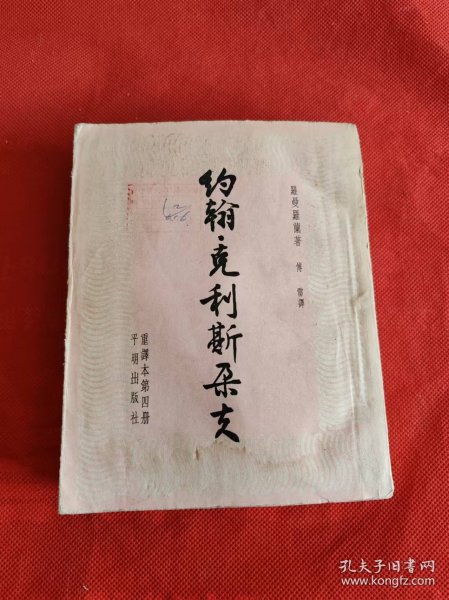 羅曼羅蘭著 傅雷譯
約翰·克利斯朵夫
重譯本第四册
平明出版社
孔夫子旧书网
www.kongfz.com